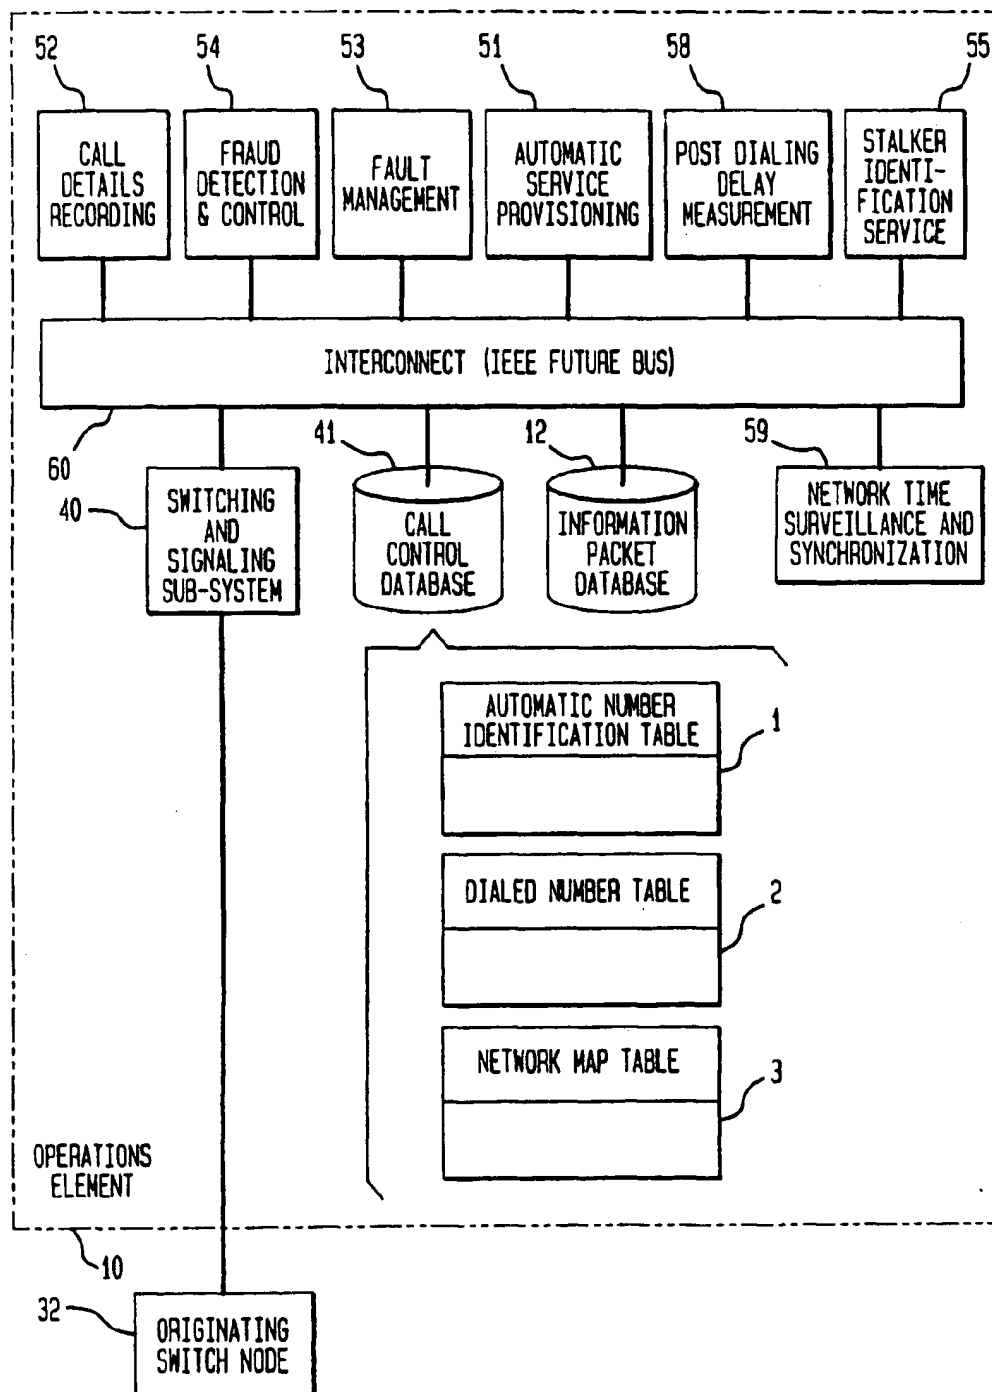 52
54
53
51
58
55
CALL
DETAILS
RECORDING
FRAUD
DETECTION
& CONTROL
FAULT
MANAGEMENT
AUTOMATIC
SERVICE
PROVISIONING
POST DIALING
DELAY
MEASUREMENT
STALKER
IDENTI-
FICATION
SERVICE
INTERCONNECT (IEEE FUTURE BUS)
60
41
12
59
40
SWITCHING
AND
SIGNALING
SUB-SYSTEM
CALL
CONTROL
DATABASE
INFORMATION
PACKET
DATABASE
NETWORK TIME
SURVEILLANCE AND
SYNCHRONIZATION
AUTOMATIC NUMBER
IDENTIFICATION TABLE
1
DIALED NUMBER TABLE
2
NETWORK MAP TABLE
3
OPERATIONS
ELEMENT
10
32
ORIGINATING
SWITCH NODE